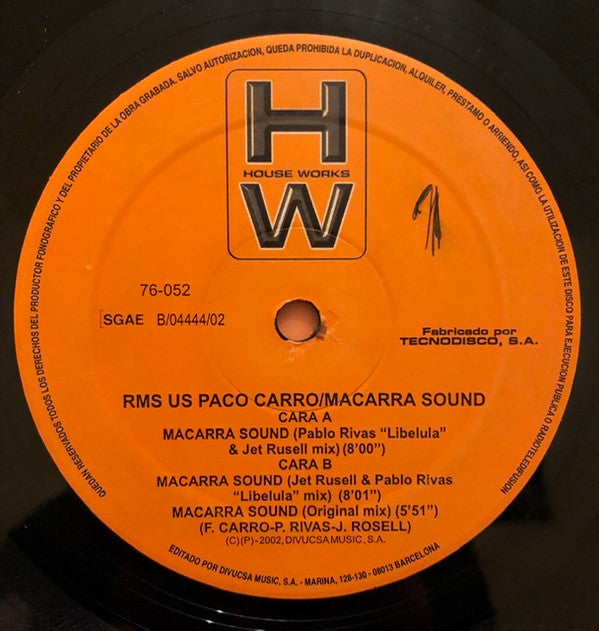 QUEDAN RESERVADOS TODOS LOS DERECHOS DEL PRODUCTOR FONOGRAFICO Y DEL PROPIETARIO DE LA OBRA GRABADA. SALVO AUTORIZACION, QUEDA PROHIBIDA LA DUPLICACION, ALQUILER, PRESTAMO O ARRIENDO, ASI COMO LA UTILIZACION DE ESTE DISCO PARA EJECUCION PUBLICA O RADIOTELEDIFUSION
H
HOUSE WORKS
W
76-052
SGAE B/04444/02
Fabricado por
TECNODISCO, S.A.
RMS US PACO CARRO/MACARRA SOUND
CARA A
MACARRA SOUND (Pablo Rivas “Libelula”
& Jet Rusell mix) (8’00”)
CARA B
MACARRA SOUND (Jet Rusell & Pablo Rivas
“Libelula” mix) (8’01”)
MACARRA SOUND (Original mix) (5’51”)
(F. CARRO-P. RIVAS-J. ROSELL)
(C)(P)-2002, DIVUCSA MUSIC, S.A.
EDITADO POR DIVUCSA MUSIC, S.A. - MARINA, 128-130 - 08013 BARCELONA